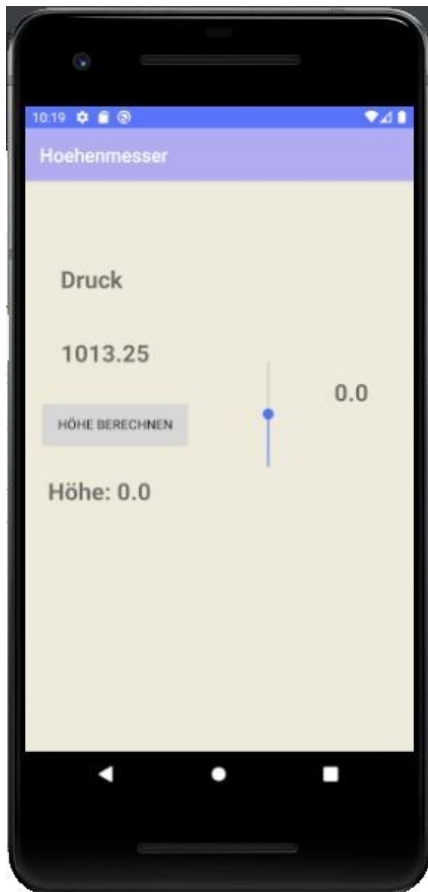 10:19
Hoehenmesser
Druck
1013.25
0.0
HÖHE BERECHNEN
Höhe: 0.0